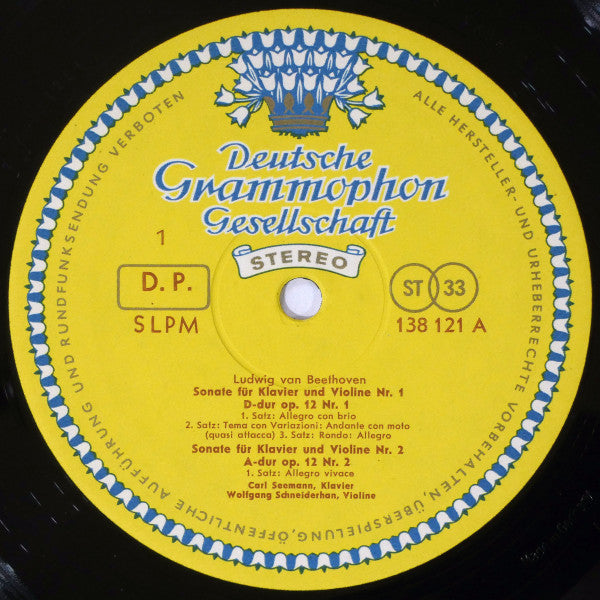 ALLE HERSTELLER- UND URHEBERRECHTE VORBEHALTEN, ÜBERSPIELUNG, ÖFFENTLICHE AUFFÜHRUNG UND RUNDFUNKSENDUNG VERBOTEN
Deutsche
Grammophon
Gesellschaft
STEREO
1
D. P.
SLPM
ST 33
138 121 A
Ludwig van Beethoven
Sonate für Klavier und Violine Nr. 1
D-dur op. 12 Nr. 1
1. Satz: Allegro con brio
2. Satz: Tema con Variazioni: Andante con moto
(quasi attacca) 3. Satz: Rondo: Allegro
Sonate für Klavier und Violine Nr. 2
A-dur op. 12 Nr. 2
1. Satz: Allegro vivace
Carl Seemann, Klavier
Wolfgang Schneiderhan, Violine